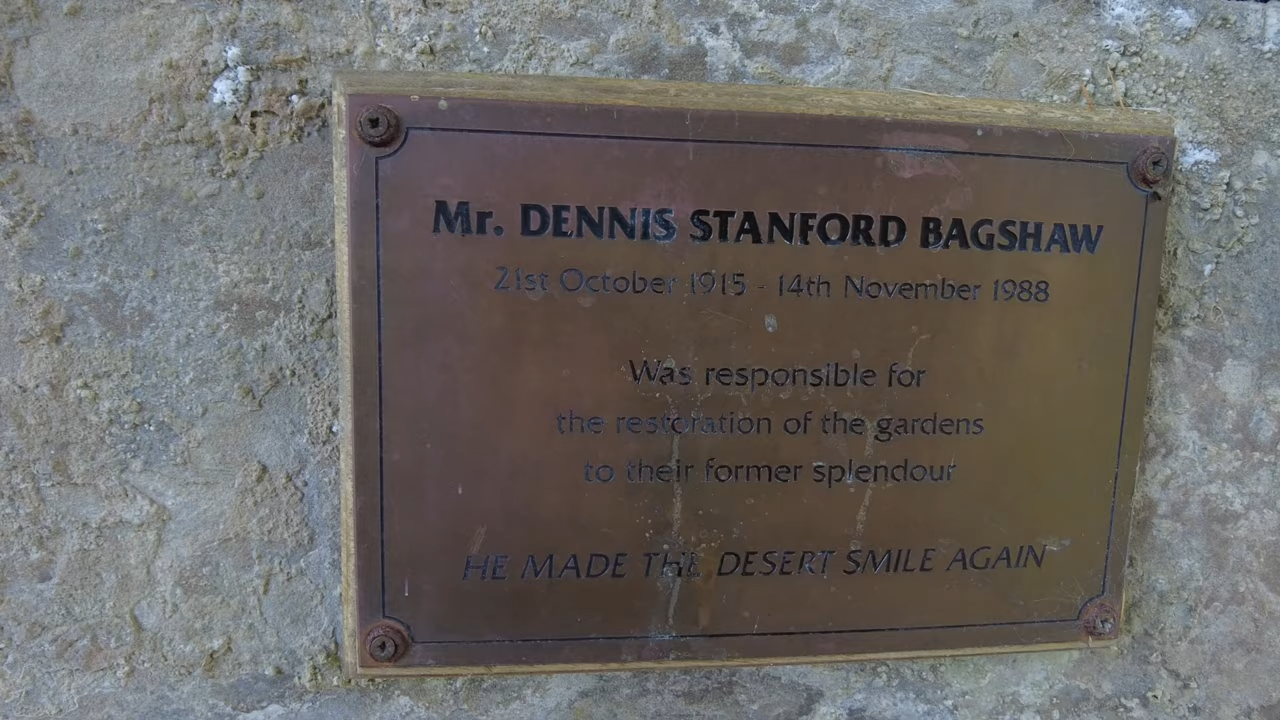 Mr. DENNIS STANFORD BAGSHAW
21st October 1915 - 14th November 1988
Was responsible for
the restoration of the gardens
to their former splendour
HE MADE THE DESERT SMILE AGAIN